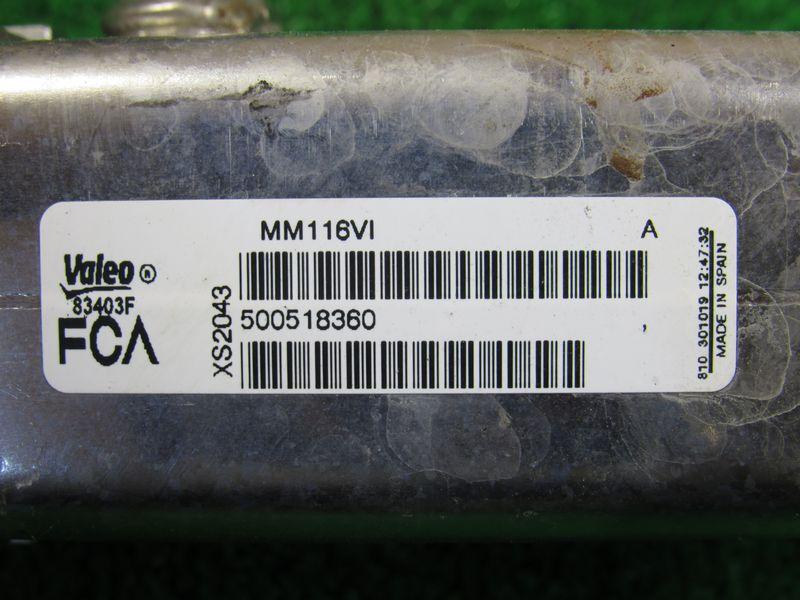 MM116VI A
Valeo ®
83403F
FCA
XS2043
500518360 ,
810 301019 12:47:32
MADE IN SPAIN